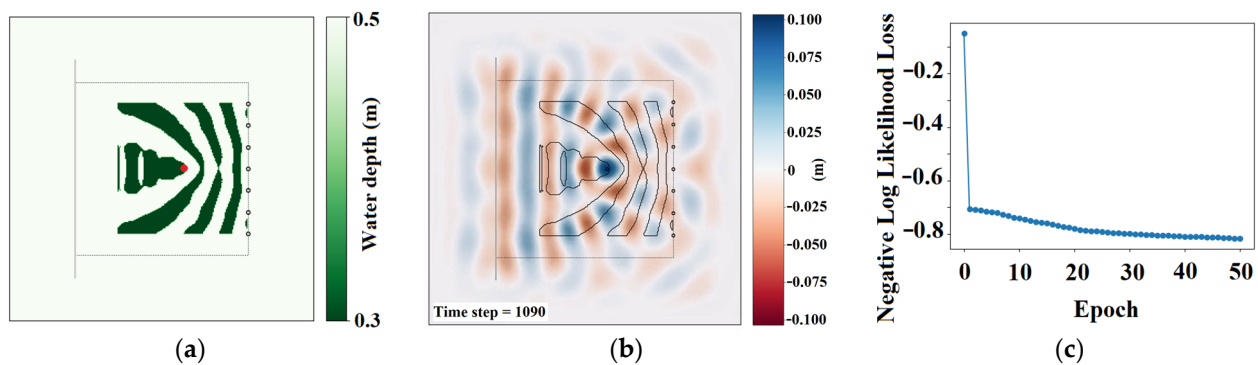 0.5
Water depth (m)
0.3
(a)
Time step = 1090
0.100
0.075
0.050
0.025
0
−0.025
−0.050
−0.075
−0.100
(m)
(b)
Negative Log Likelihood Loss
−0.2
−0.4
−0.6
−0.8
0 10 20 30 40 50
Epoch
(c)